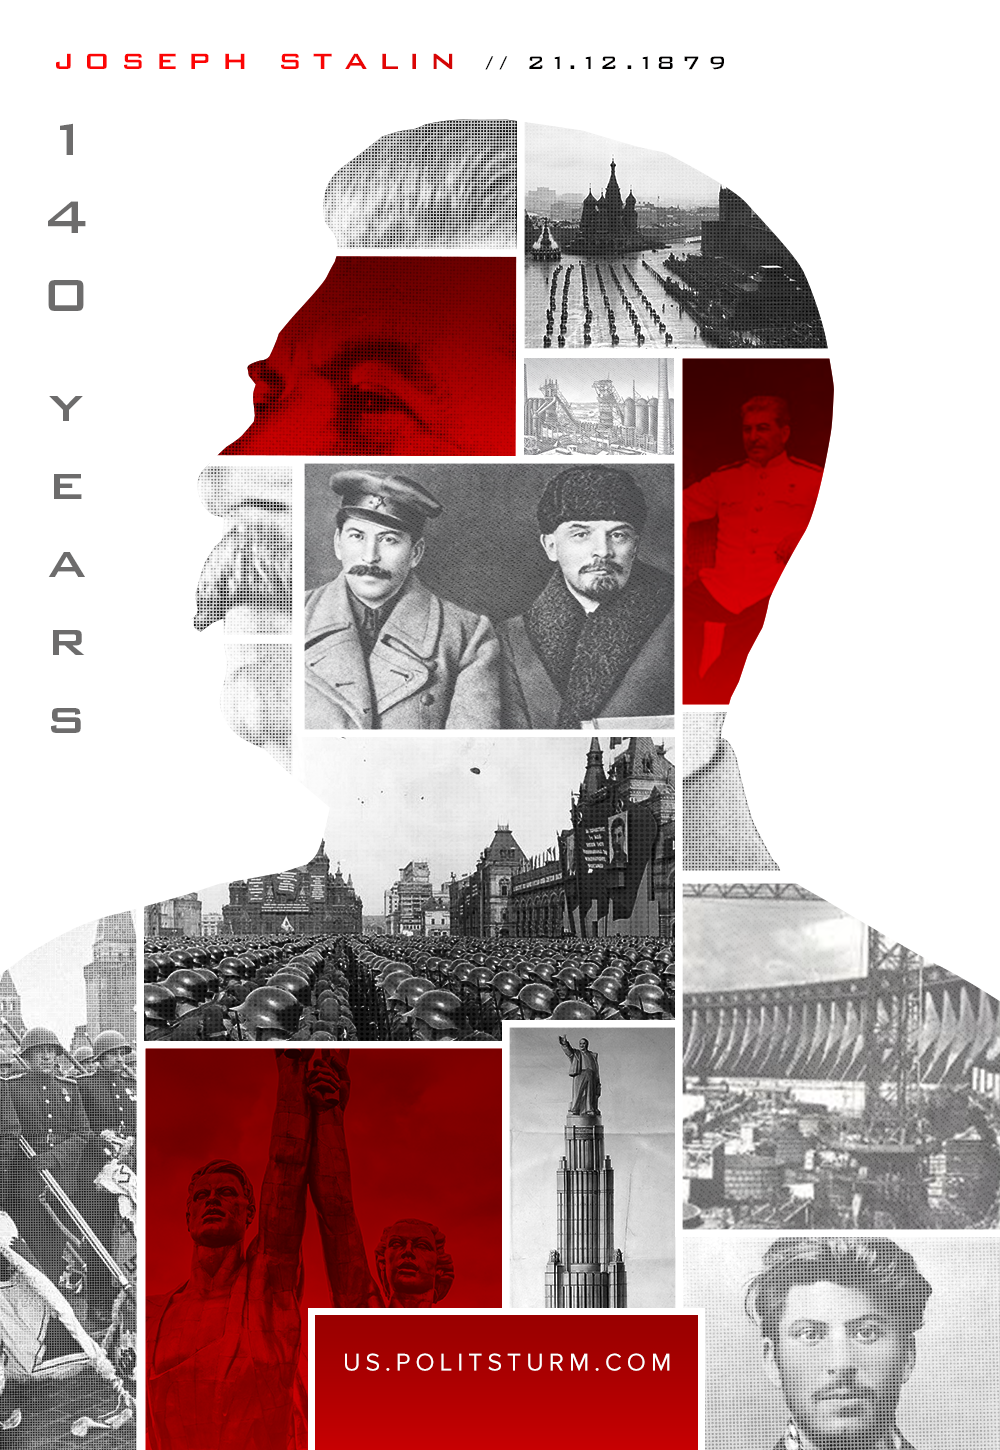 JOSEPH STALIN // 21.12.1879
140 YEARS
US.POLITSTURM.COM